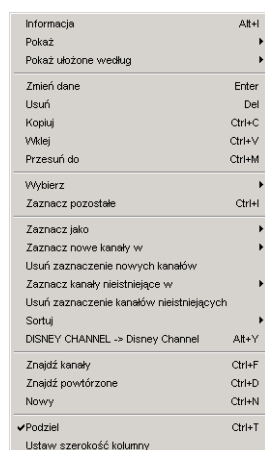 Informacja Alt+I
Pokaż
Pokaż ułożone według
Zmień dane Enter
Usuń Del
Kopiuj Ctrl+C
Wklej Ctrl+V
Przesuń do Ctrl+M
Wybierz
Zaznacz pozostałe Ctrl+I
Zaznacz jako
Zaznacz nowe kanały w
Usuń zaznaczenie nowych kanałów
Zaznacz kanały nieistniejące w
Usuń zaznaczenie kanałów nieistniejących
Sortuj
DISNEY CHANNEL -> Disney Channel Alt+Y
Znajdź kanały Ctrl+F
Znajdź powtórzone Ctrl+D
Nowy Ctrl+N
✔Podziel Ctrl+T
Ustaw szerokość kolumny